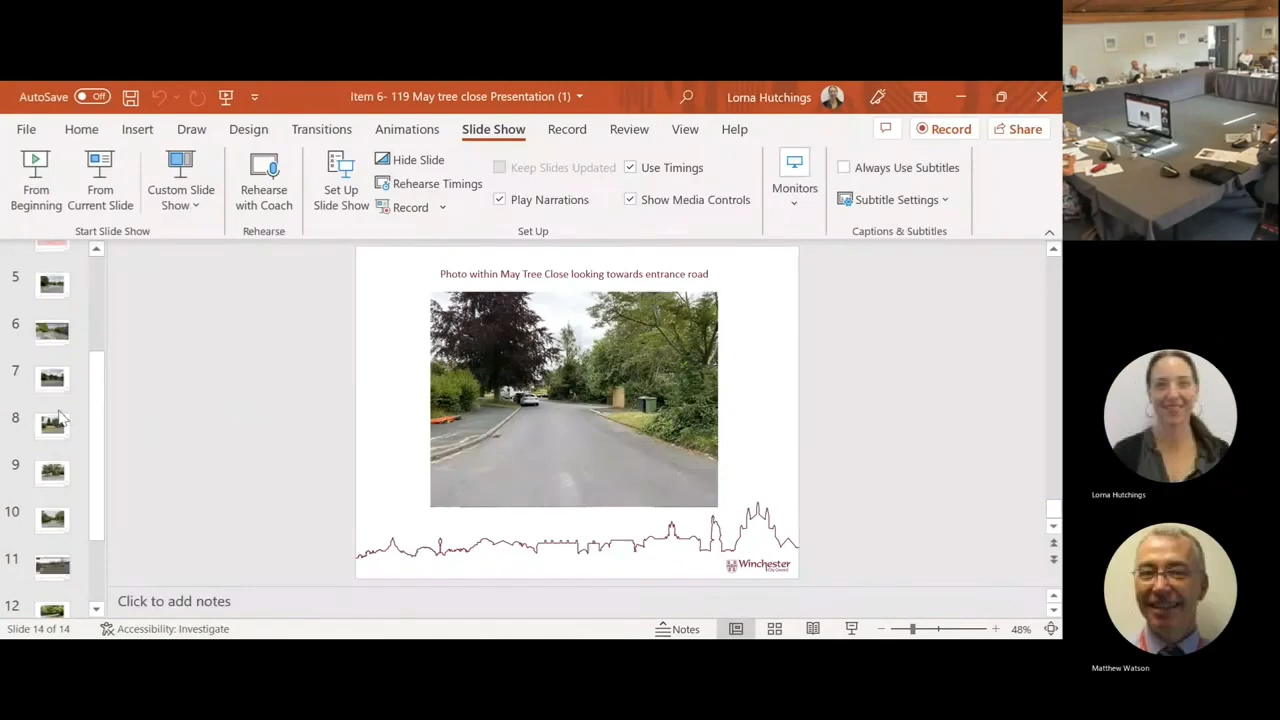 AutoSave Off
Item 6- 119 May tree close Presentation (1)
Lorna Hutchings
File Home Insert Draw Design Transitions Animations Slide Show Record Review View Help
Record Share
From Beginning
From Current Slide
Custom Slide Show
Rehearse with Coach
Set Up Slide Show
Hide Slide
Rehearse Timings
Record
Keep Slides Updated
Play Narrations
Use Timings
Show Media Controls
Monitors
Always Use Subtitles
Subtitle Settings
Start Slide Show
Rehearse
Set Up
Captions & Subtitles
5
6
7
8
9
10
11
12
Photo within May Tree Close looking towards entrance road
Winchester
City Council
Click to add notes
Slide 14 of 14
Accessibility: Investigate
Notes
48%
Lorna Hutchings
Matthew Watson